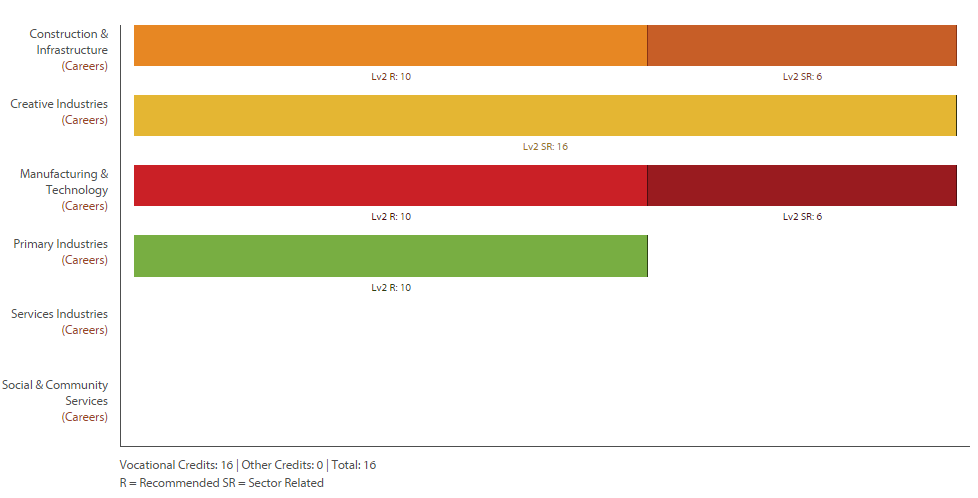 Construction &
Infrastructure
(Careers)
Lv2 R: 10
Lv2 SR: 6
Creative Industries
(Careers)
Lv2 SR: 16
Manufacturing &
Technology
(Careers)
Lv2 R: 10
Lv2 SR: 6
Primary Industries
(Careers)
Lv2 R: 10
Services Industries
(Careers)
Social & Community
Services
(Careers)
Vocational Credits: 16 | Other Credits: 0 | Total: 16
R = Recommended SR = Sector Related